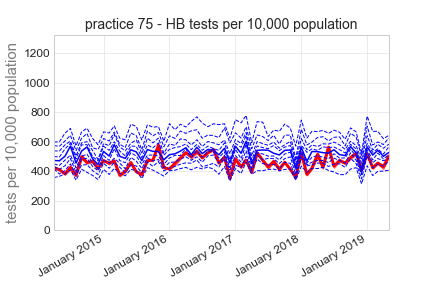 practice 75 - HB tests per 10,000 population
tests per 10,000 population
1200
1000
800
600
400
200
0
January 2015
January 2016
January 2017
January 2018
January 2019